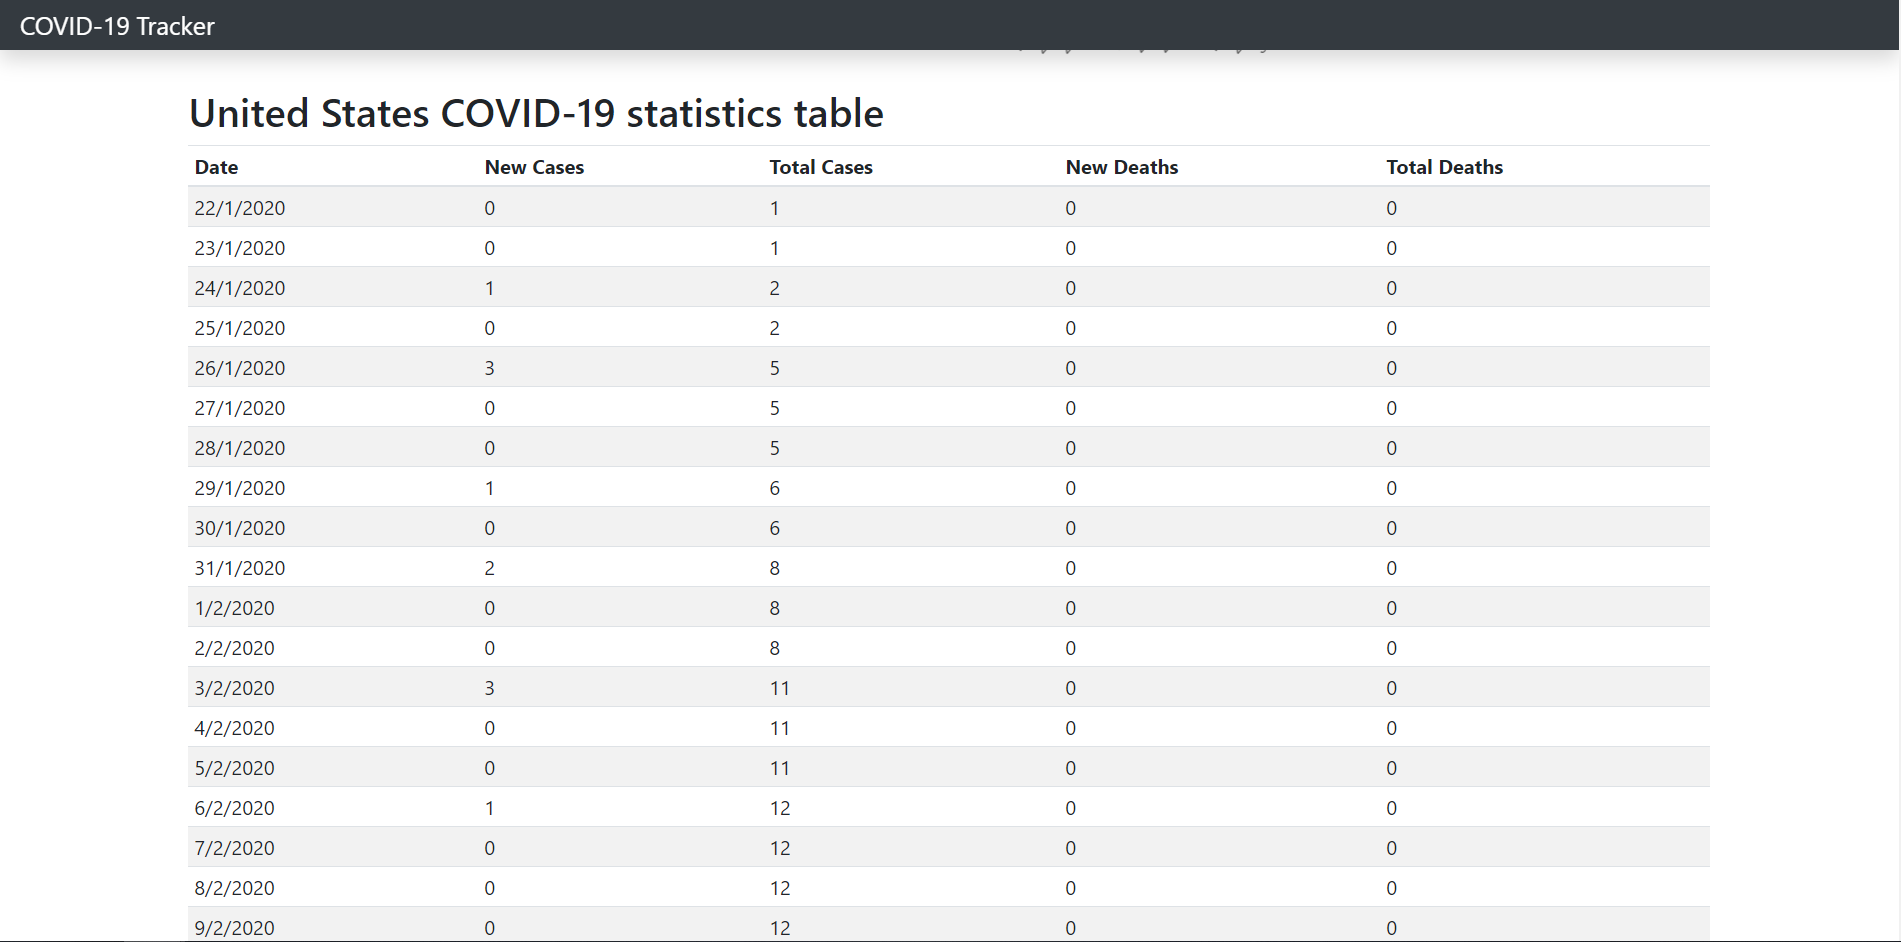 COVID-19 Tracker
United States COVID-19 statistics table
Date New Cases Total Cases New Deaths Total Deaths
22/1/2020 0 1 0 0
23/1/2020 0 1 0 0
24/1/2020 1 2 0 0
25/1/2020 0 2 0 0
26/1/2020 3 5 0 0
27/1/2020 0 5 0 0
28/1/2020 0 5 0 0
29/1/2020 1 6 0 0
30/1/2020 0 6 0 0
31/1/2020 2 8 0 0
1/2/2020 0 8 0 0
2/2/2020 0 8 0 0
3/2/2020 3 11 0 0
4/2/2020 0 11 0 0
5/2/2020 0 11 0 0
6/2/2020 1 12 0 0
7/2/2020 0 12 0 0
8/2/2020 0 12 0 0
9/2/2020 0 12 0 0